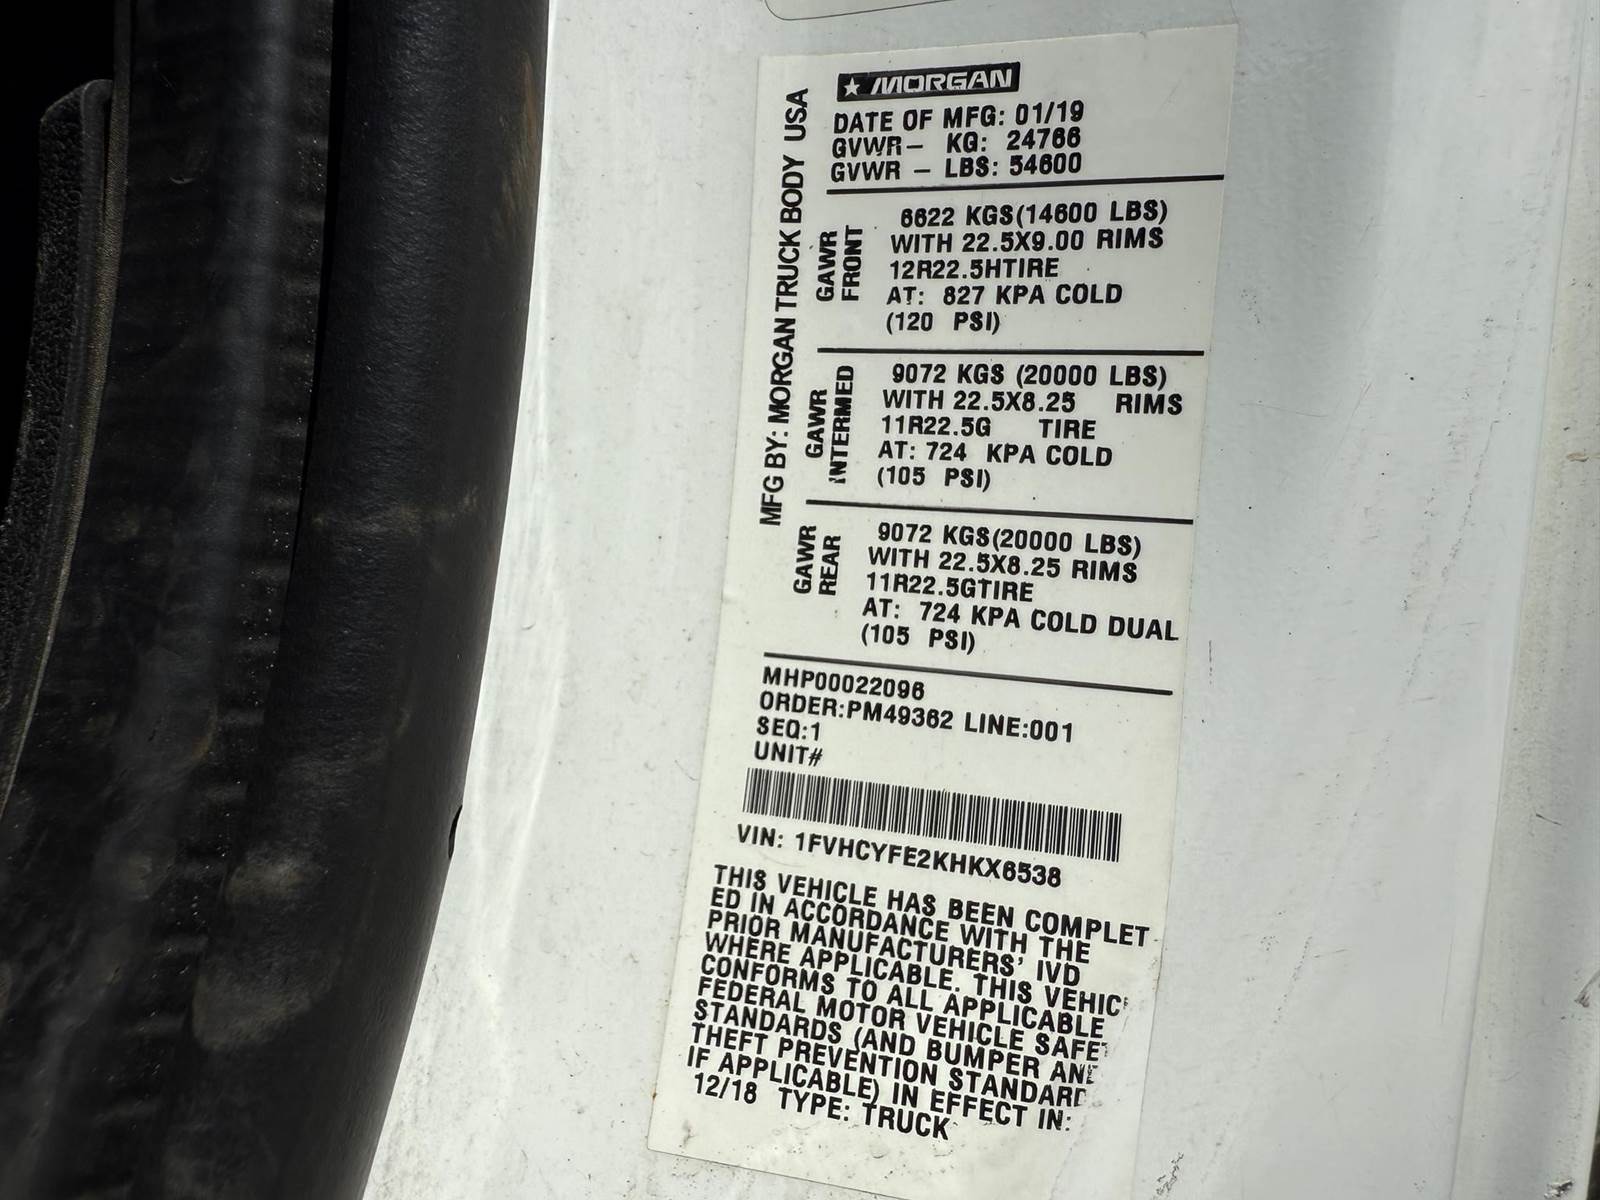 MORGAN
MFG BY: MORGAN TRUCK BODY USA
DATE OF MFG: 01/19
GVWR— KG: 24766
GVWR — LBS: 54600
GAWR
FRONT
6622 KGS(14600 LBS)
WITH 22.5X9.00 RIMS
12R22.5HTIRE
AT: 827 KPA COLD
(120 PSI)
GAWR
INTERMED
9072 KGS (20000 LBS)
WITH 22.5X8.25 RIMS
11R22.5G TIRE
AT: 724 KPA COLD
(105 PSI)
GAWR
REAR
9072 KGS(20000 LBS)
WITH 22.5X8.25 RIMS
11R22.5GTIRE
AT: 724 KPA COLD DUAL
(105 PSI)
MHP00022096
ORDER:PM49362 LINE:001
SEQ:1
UNIT#
VIN: 1FVHCYFE2KHKX6538
THIS VEHICLE HAS BEEN COMPLET
ED IN ACCORDANCE WITH THE
PRIOR MANUFACTURERS' IVD
WHERE APPLICABLE. THIS VEHIC
CONFORMS TO ALL APPLICABLE
FEDERAL MOTOR VEHICLE SAFET
STANDARDS (AND BUMPER AND
THEFT PREVENTION STANDARD
IF APPLICABLE) IN EFFECT IN:
12/18 TYPE: TRUCK